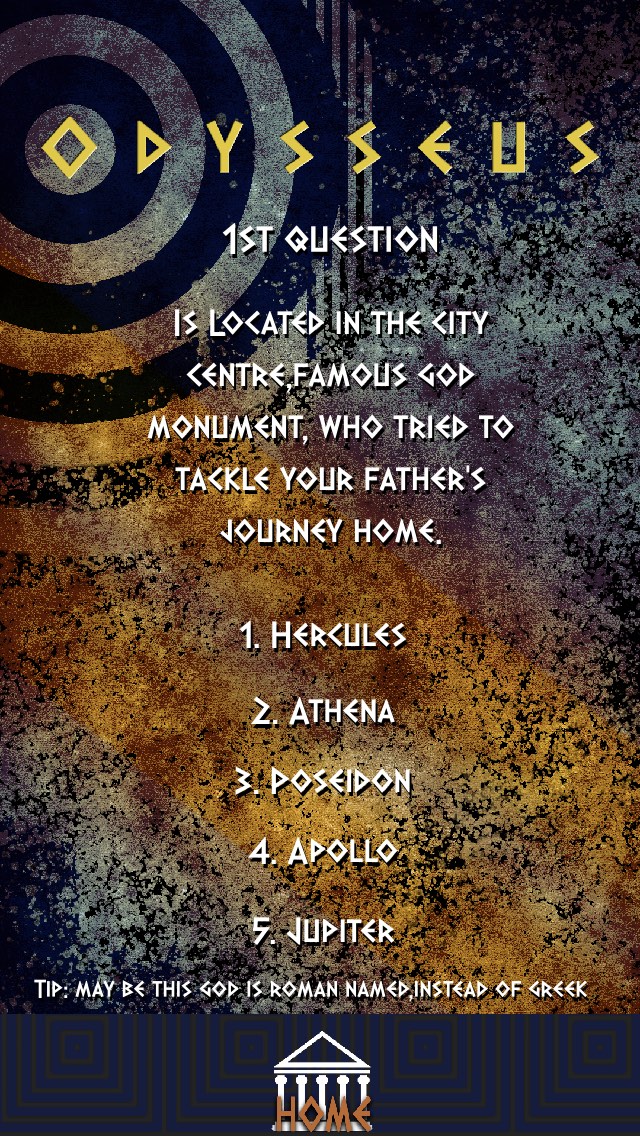 ODYSSEUS
1ST QUESTION
IS LOCATED IN THE CITY
CENTRE,FAMOUS GOD
MONUMENT, WHO TRIED TO
TACKLE YOUR FATHER'S
JOURNEY HOME.
1. HERCULES
2. ATHENA
3. POSEIDON
4. APOLLO
5. JUPITER
TIP: MAY BE THIS GOD IS ROMAN NAMED,INSTEAD OF GREEK
HOME